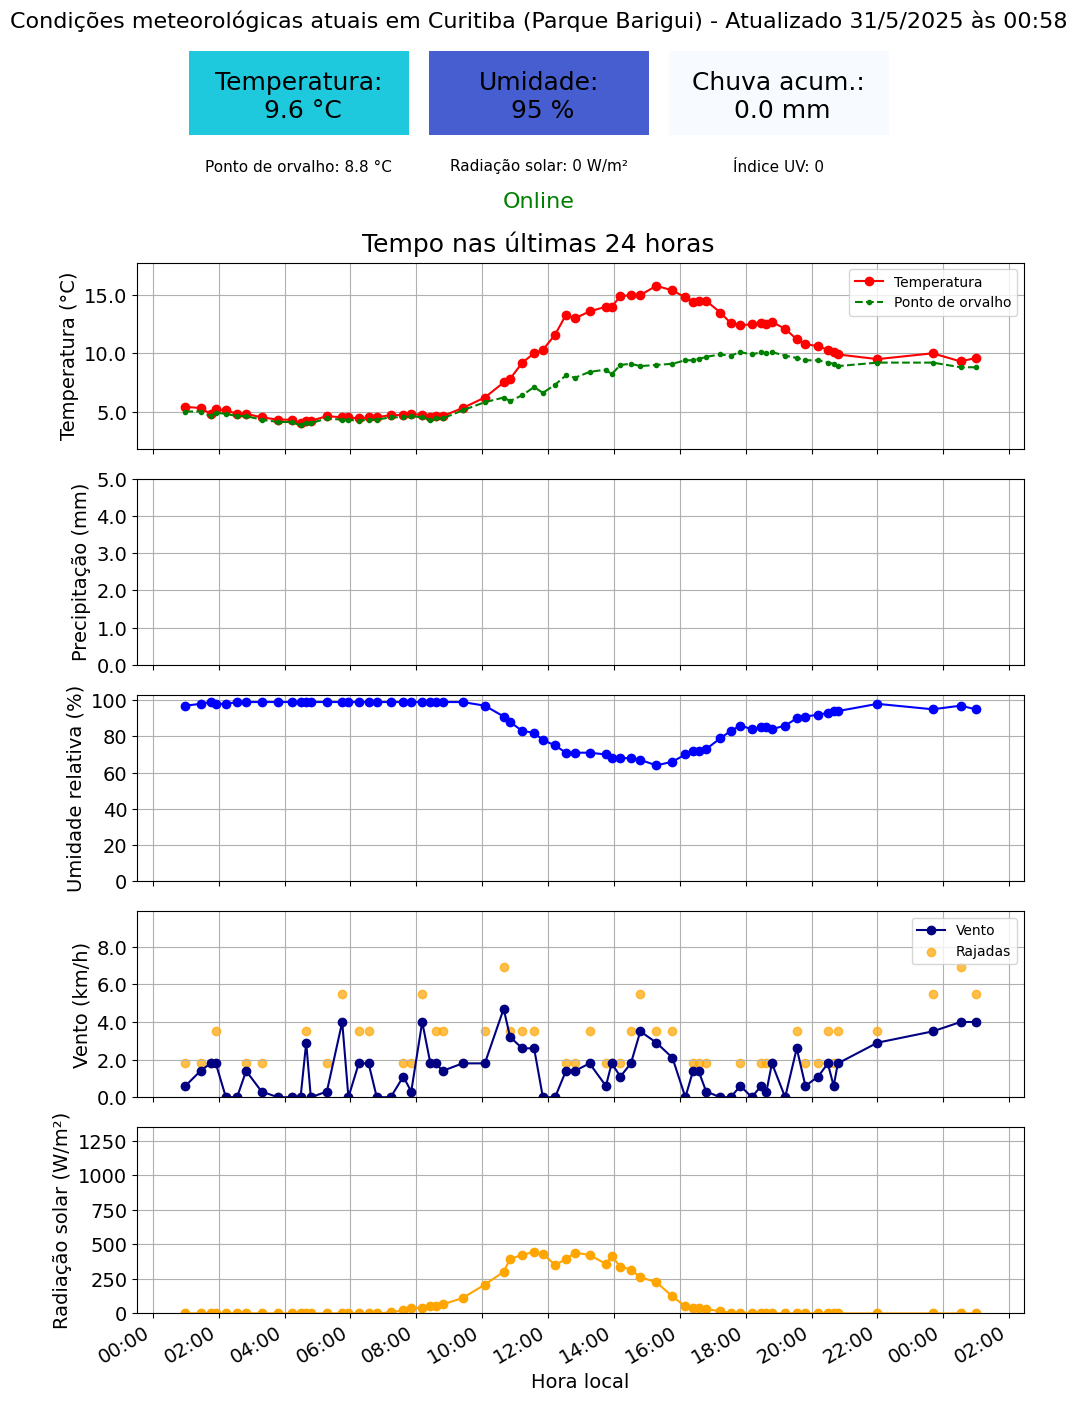 Condições meteorológicas atuais em Curitiba (Parque Barigui) - Atualizado 31/5/2025 às 00:58
Temperatura:
9.6 °C
Umidade:
95 %
Chuva acum.:
0.0 mm
Ponto de orvalho: 8.8 °C
Radiação solar: 0 W/m²
Índice UV: 0
Online
Tempo nas últimas 24 horas
Temperatura (°C)
15.0
10.0
5.0
Temperatura
Ponto de orvalho
Precipitação (mm)
5.0
4.0
3.0
2.0
1.0
0.0
Umidade relativa (%)
100
80
60
40
20
0
Vento (km/h)
8.0
6.0
4.0
2.0
0.0
Vento
Rajadas
Radiação solar (W/m²)
1250
1000
750
500
250
0
00:00
02:00
04:00
06:00
08:00
10:00
12:00
14:00
16:00
18:00
20:00
22:00
00:00
02:00
Hora local